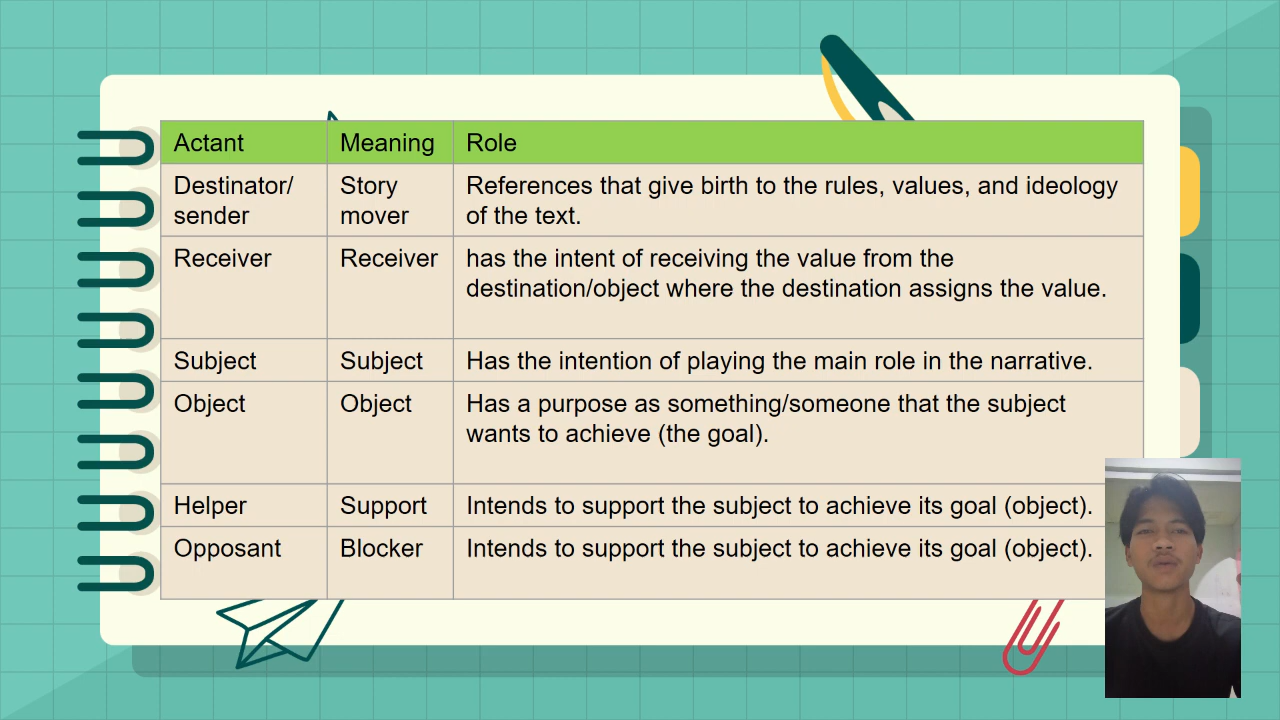 Actant Meaning Role
Destinator/ Story References that give birth to the rules, values, and ideology
sender mover of the text.
Receiver Receiver has the intent of receiving the value from the
destination/object where the destination assigns the value.
Subject Subject Has the intention of playing the main role in the narrative.
Object Object Has a purpose as something/someone that the subject
wants to achieve (the goal).
Helper Support Intends to support the subject to achieve its goal (object).
Opposant Blocker Intends to support the subject to achieve its goal (object).